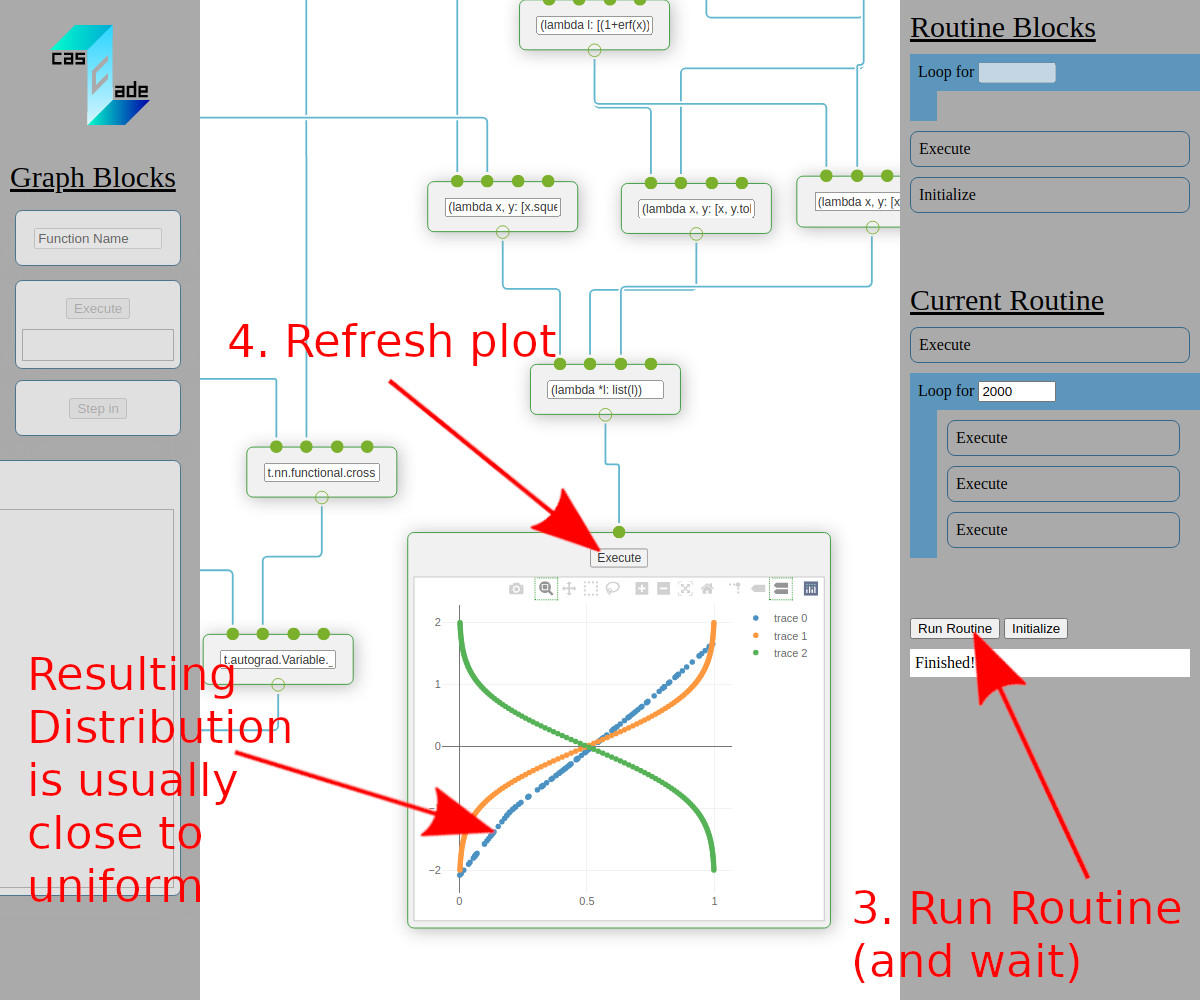 cas
ade
Graph Blocks
Function Name
Execute
Step in
(lambda l: [(1+erf(x))
(lambda x, y: [x.sque
(lambda x, y: [x, y.tol
(lambda x, y: [x
4. Refresh plot
(lambda *l: list(l))
t.nn.functional.cross
Execute
trace 0
trace 1
trace 2
2
1
0
−2
0
0.5
1
t.autograd.Variable._
Resulting
Distribution
is usually
close to
uniform
Routine Blocks
Loop for
Execute
Initialize
Current Routine
Execute
Loop for 2000
Execute
Execute
Execute
Run Routine Initialize
Finished!
3. Run Routine
(and wait)